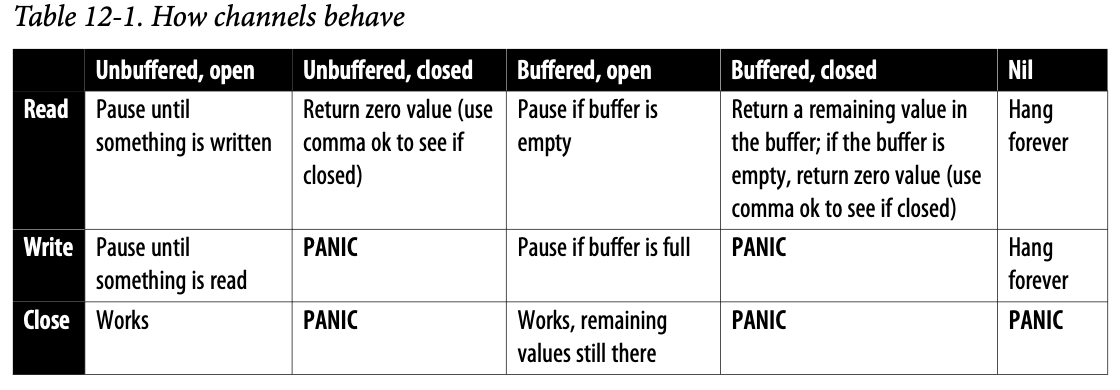 Table 12-1. How channels behave
Unbuffered, open Unbuffered, closed Buffered, open Buffered, closed Nil
Read Pause until Return zero value (use Pause if buffer is Return a remaining value in Hang
something is written comma ok to see if empty the buffer; if the buffer is forever
closed) empty, return zero value (use
comma ok to see if closed)
Write Pause until PANIC Pause if buffer is full PANIC Hang
something is read forever
Close Works PANIC Works, remaining PANIC PANIC
values still there